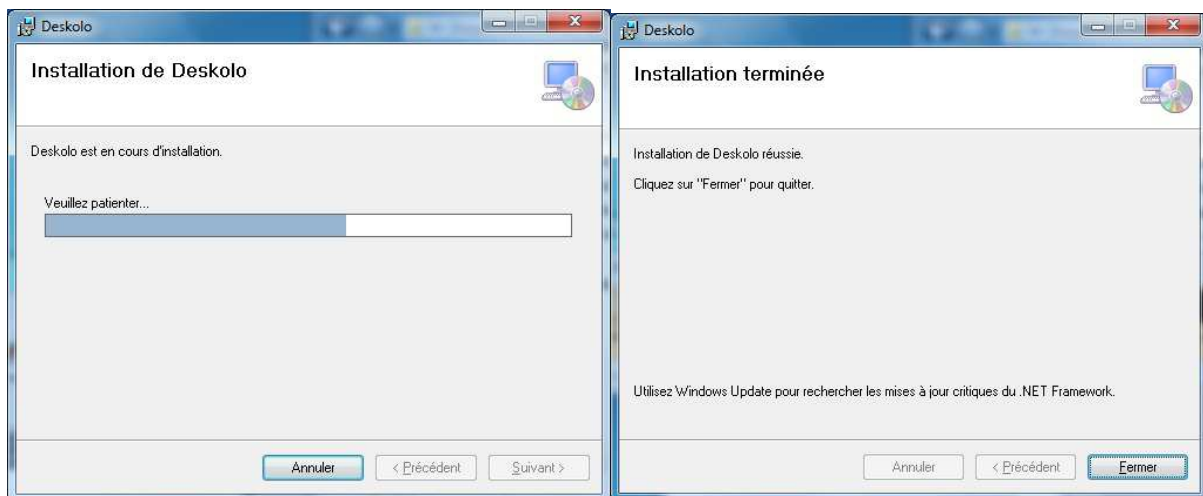 Deskolo
Installation de Deskolo
Deskolo est en cours d'installation.
Veuillez patienter...
Annuler
< Précédent
Suivant >
Deskolo
Installation terminée
Installation de Deskolo réussie.
Cliquez sur "Fermer" pour quitter.
Utilisez Windows Update pour rechercher les mises à jour critiques du .NET Framework.
Annuler
< Précédent
Fermer